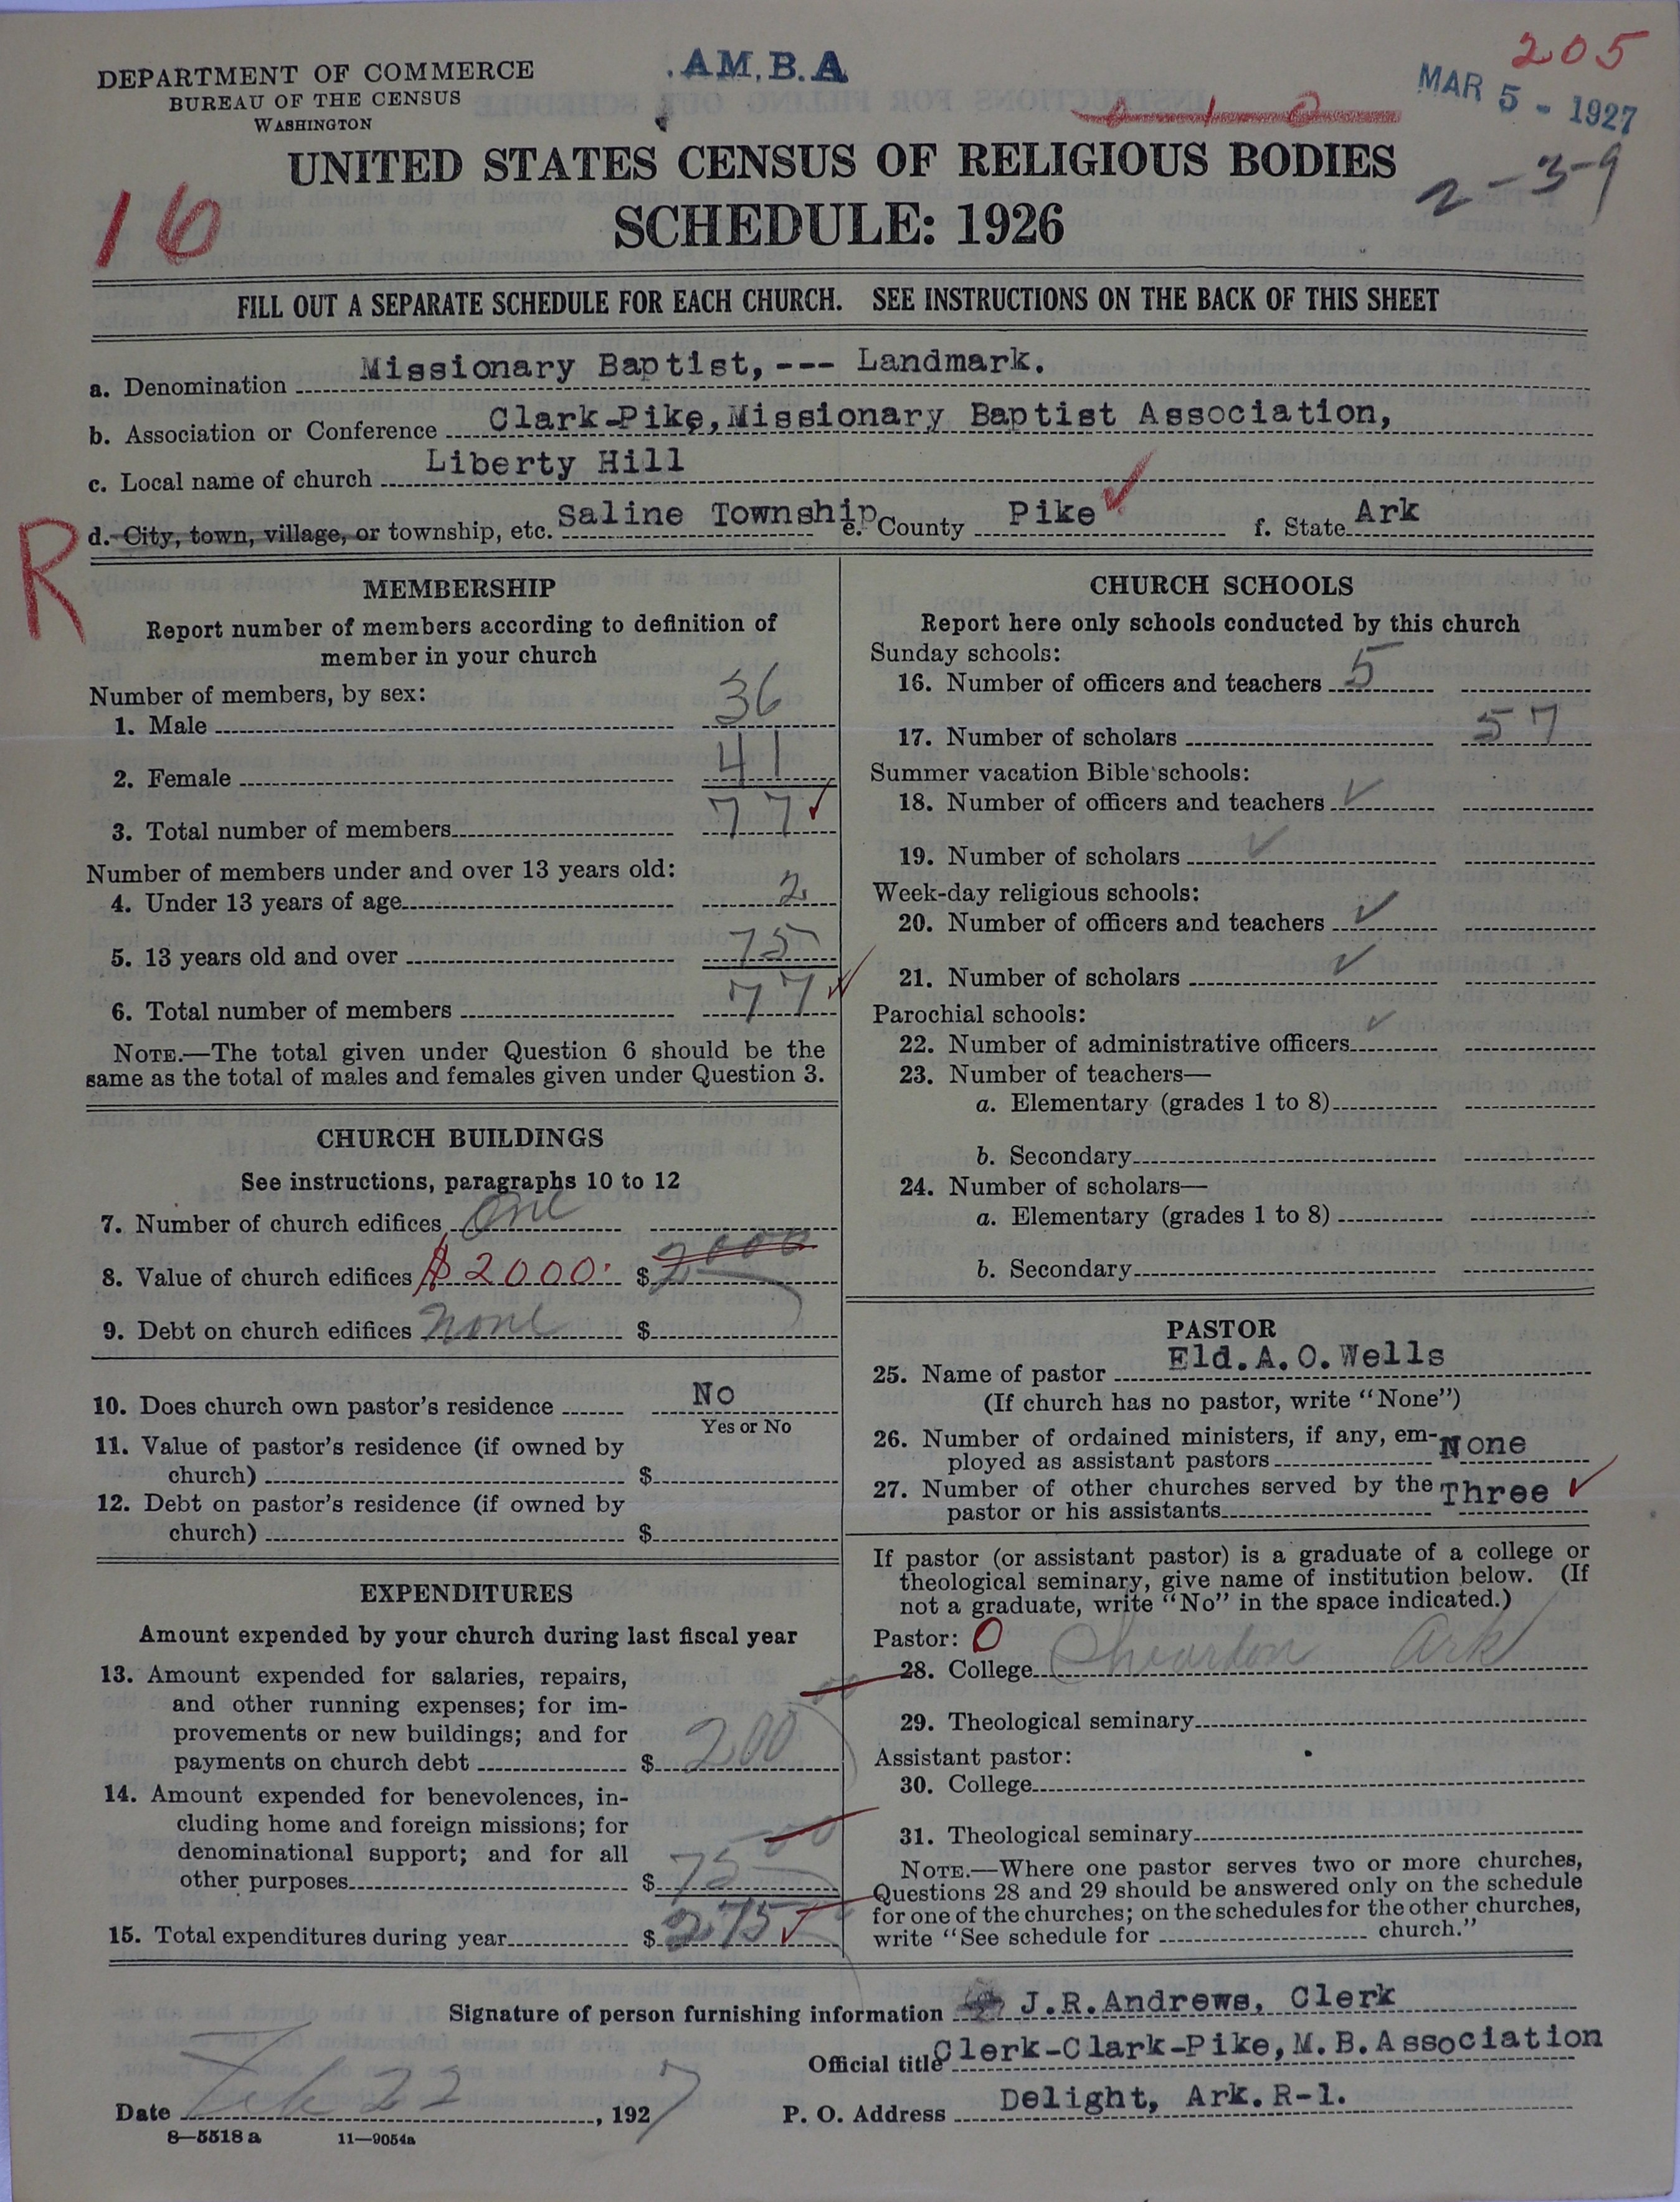 205
.AM.B.A
MAR 5 - 1927
DEPARTMENT OF COMMERCE
BUREAU OF THE CENSUS
WASHINGTON
2-3-9
UNITED STATES CENSUS OF RELIGIOUS BODIES
16
SCHEDULE: 1926
FILL OUT A SEPARATE SCHEDULE FOR EACH CHURCH. SEE INSTRUCTIONS ON THE BACK OF THIS SHEET
a. Denomination Missionary Baptist, --- Landmark.
b. Association or Conference Clark-Pike, Missionary Baptist Association,
c. Local name of church Liberty Hill
R
d. City, town, village, or township, etc. Saline Township e. County Pike ✓ f. State Ark
MEMBERSHIP
Report number of members according to definition of
member in your church
Number of members, by sex:
1. Male 36
2. Female 41
3. Total number of members 77 ✓
Number of members under and over 13 years old:
4. Under 13 years of age 2
5. 13 years old and over 75
6. Total number of members 77 ✓
NOTE.—The total given under Question 6 should be the
same as the total of males and females given under Question 3.
CHURCH BUILDINGS
See instructions, paragraphs 10 to 12
7. Number of church edifices one
8. Value of church edifices $2000. $ 2000
9. Debt on church edifices none $
10. Does church own pastor's residence No
Yes or No
11. Value of pastor's residence (if owned by
church) $
12. Debt on pastor's residence (if owned by
church) $
EXPENDITURES
Amount expended by your church during last fiscal year
13. Amount expended for salaries, repairs,
and other running expenses; for im-
provements or new buildings; and for
payments on church debt $ 200 00
14. Amount expended for benevolences, in-
cluding home and foreign missions; for
denominational support; and for all
other purposes $ 75 00
15. Total expenditures during year $ 275 ✓
CHURCH SCHOOLS
Report here only schools conducted by this church
Sunday schools:
16. Number of officers and teachers 5
17. Number of scholars 57
Summer vacation Bible schools:
18. Number of officers and teachers ✓
19. Number of scholars ✓
Week-day religious schools:
20. Number of officers and teachers ✓
21. Number of scholars ✓
Parochial schools:
22. Number of administrative officers ✓
23. Number of teachers—
a. Elementary (grades 1 to 8)
b. Secondary
24. Number of scholars—
a. Elementary (grades 1 to 8)
b. Secondary
PASTOR
25. Name of pastor Eld. A. O. Wells
(If church has no pastor, write "None")
26. Number of ordained ministers, if any, em-
ployed as assistant pastors None
27. Number of other churches served by the
pastor or his assistants Three ✓
If pastor (or assistant pastor) is a graduate of a college or
theological seminary, give name of institution below. (If
not a graduate, write "No" in the space indicated.)
Pastor: O
28. College Ark
29. Theological seminary
Assistant pastor:
30. College
31. Theological seminary
NOTE.—Where one pastor serves two or more churches,
Questions 28 and 29 should be answered only on the schedule
for one of the churches; on the schedules for the other churches,
write "See schedule for church."
Signature of person furnishing information J.R.Andrews, Clerk
Official title Clerk-Clark-Pike, M.B.Association
Date Feb 22, 1927
P. O. Address Delight, Ark. R-1.
8—5518 a 11—9054a